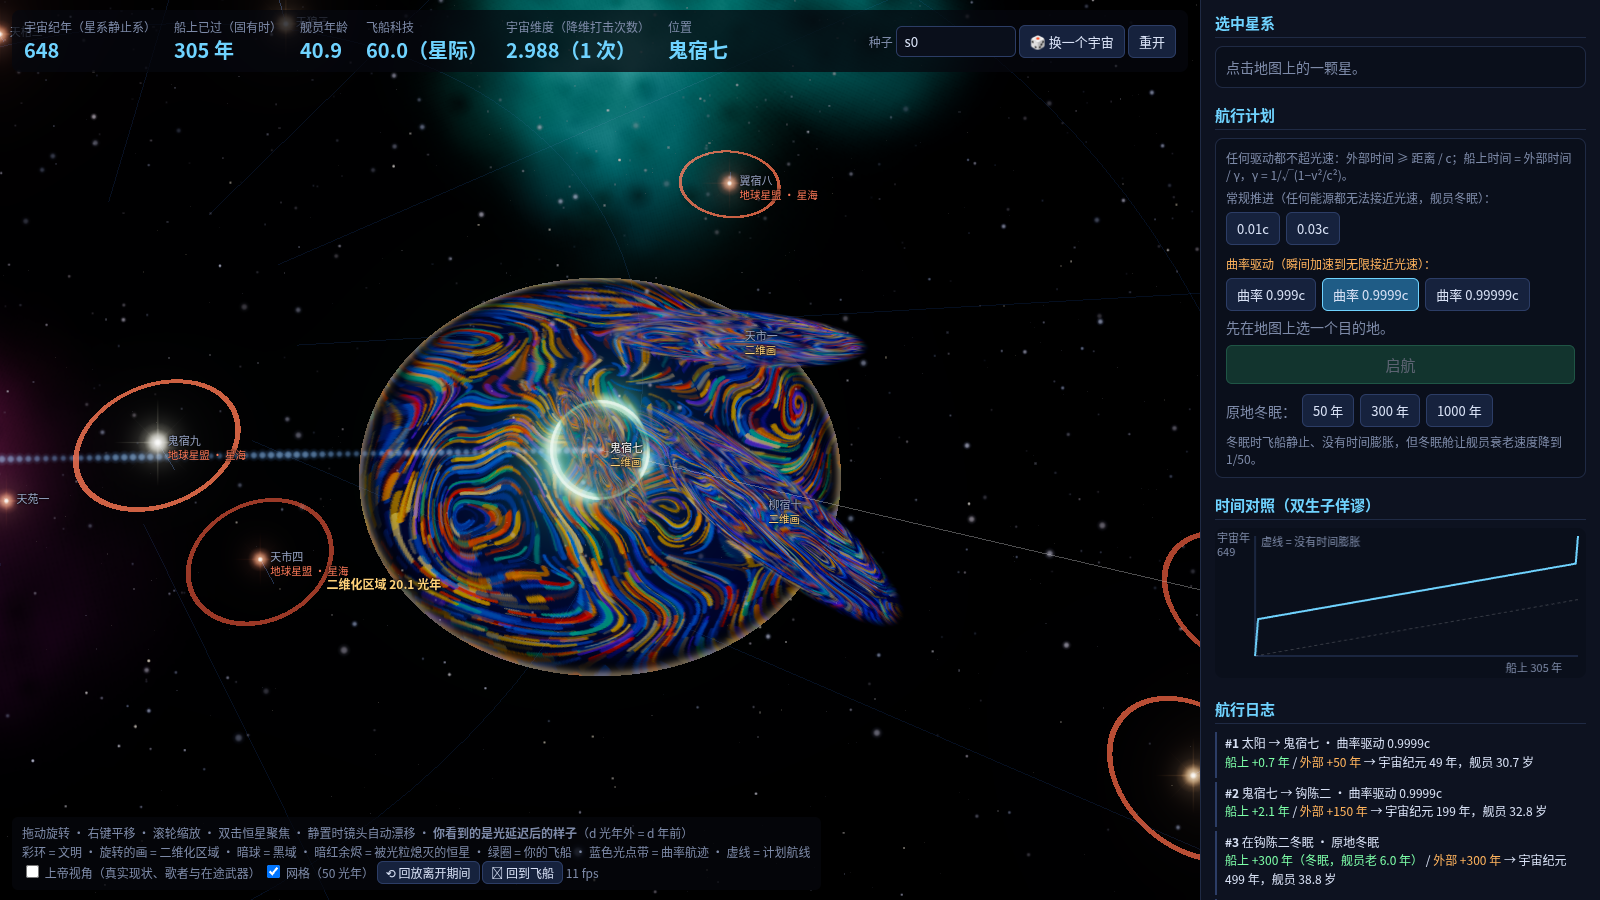 宇宙纪年（星系静止系）
648
船上已过（固有时）
305 年
舰员年龄
40.9
飞船科技
60.0（星际）
宇宙维度（降维打击次数）
2.988（1 次）
位置
鬼宿七
种子
s0
🎲 换一个宇宙
重开
翼宿八
地球星盟 · 星海
天市一
二维画
鬼宿七
二维画
柳宿十
二维画
鬼宿九
地球星盟 · 星海
天苑一
天市四
地球星盟 · 星海
二维化区域 20.1 光年
拖动旋转 · 右键平移 · 滚轮缩放 · 双击恒星聚焦 · 静置时镜头自动漂移 · 你看到的是光延迟后的样子（d 光年外 = d 年前）
彩环 = 文明 · 旋转的画 = 二维化区域 · 暗球 = 黑域 · 暗红余烬 = 被光粒熄灭的恒星 · 绿圈 = 你的飞船 · 蓝色光点带 = 曲率航迹 · 虚线 = 计划航线
上帝视角（真实现状、歌者与在途武器）
网格（50 光年）
⟲ 回放离开期间
回到飞船
11 fps
选中星系
点击地图上的一颗星。
航行计划
任何驱动都不超光速：外部时间 ⩾ 距离 / c；船上时间 = 外部时间
/ γ，γ = 1/√(1−v²/c²)。
常规推进（任何能源都无法接近光速，舰员冬眠）：
0.01c
0.03c
曲率驱动（瞬间加速到无限接近光速）：
曲率 0.999c
曲率 0.9999c
曲率 0.99999c
先在地图上选一个目的地。
启航
原地冬眠：
50 年
300 年
1000 年
冬眠时飞船静止、没有时间膨胀，但冬眠舱让舰员衰老速度降到
1/50。
时间对照（双生子佯谬）
宇宙年
649
虚线 = 没有时间膨胀
船上 305 年
航行日志
#1 太阳 → 鬼宿七 · 曲率驱动 0.9999c
船上 +0.7 年 / 外部 +50 年 → 宇宙纪元 49 年，舰员 30.7 岁
#2 鬼宿七 → 钩陈二 · 曲率驱动 0.9999c
船上 +2.1 年 / 外部 +150 年 → 宇宙纪元 199 年，舰员 32.8 岁
#3 在钩陈二冬眠 · 原地冬眠
船上 +300 年（冬眠，舰员老 6.0 年） / 外部 +300 年 → 宇宙纪元
499 年，舰员 38.8 岁